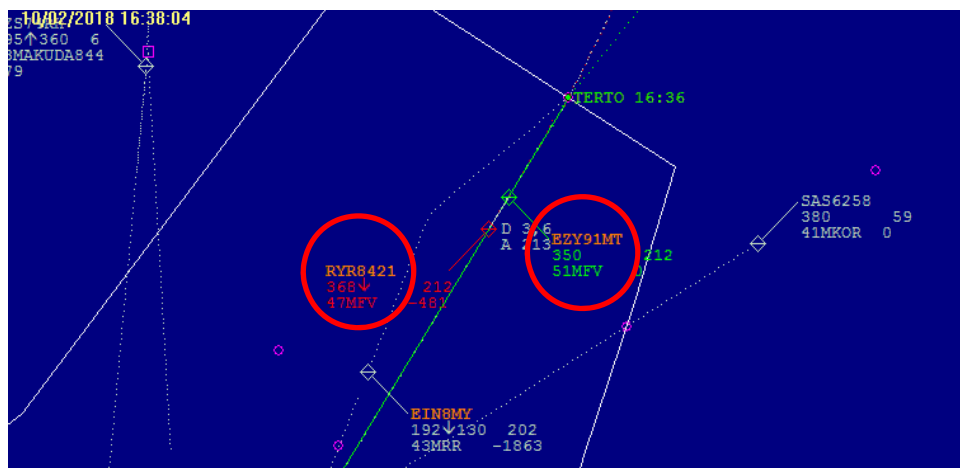 10/02/2018 16:38:04
95↑360 6
MAKUDA844
79
TERTO 16:36
SAS6258
380 59
41MKOR 0
D 3,6
A 213
EZY91MT
350 212
51MFV 0
RYR8421
368↓ 212
47MFV -481
EIN8MY
192↓130 202
43MRR -1863